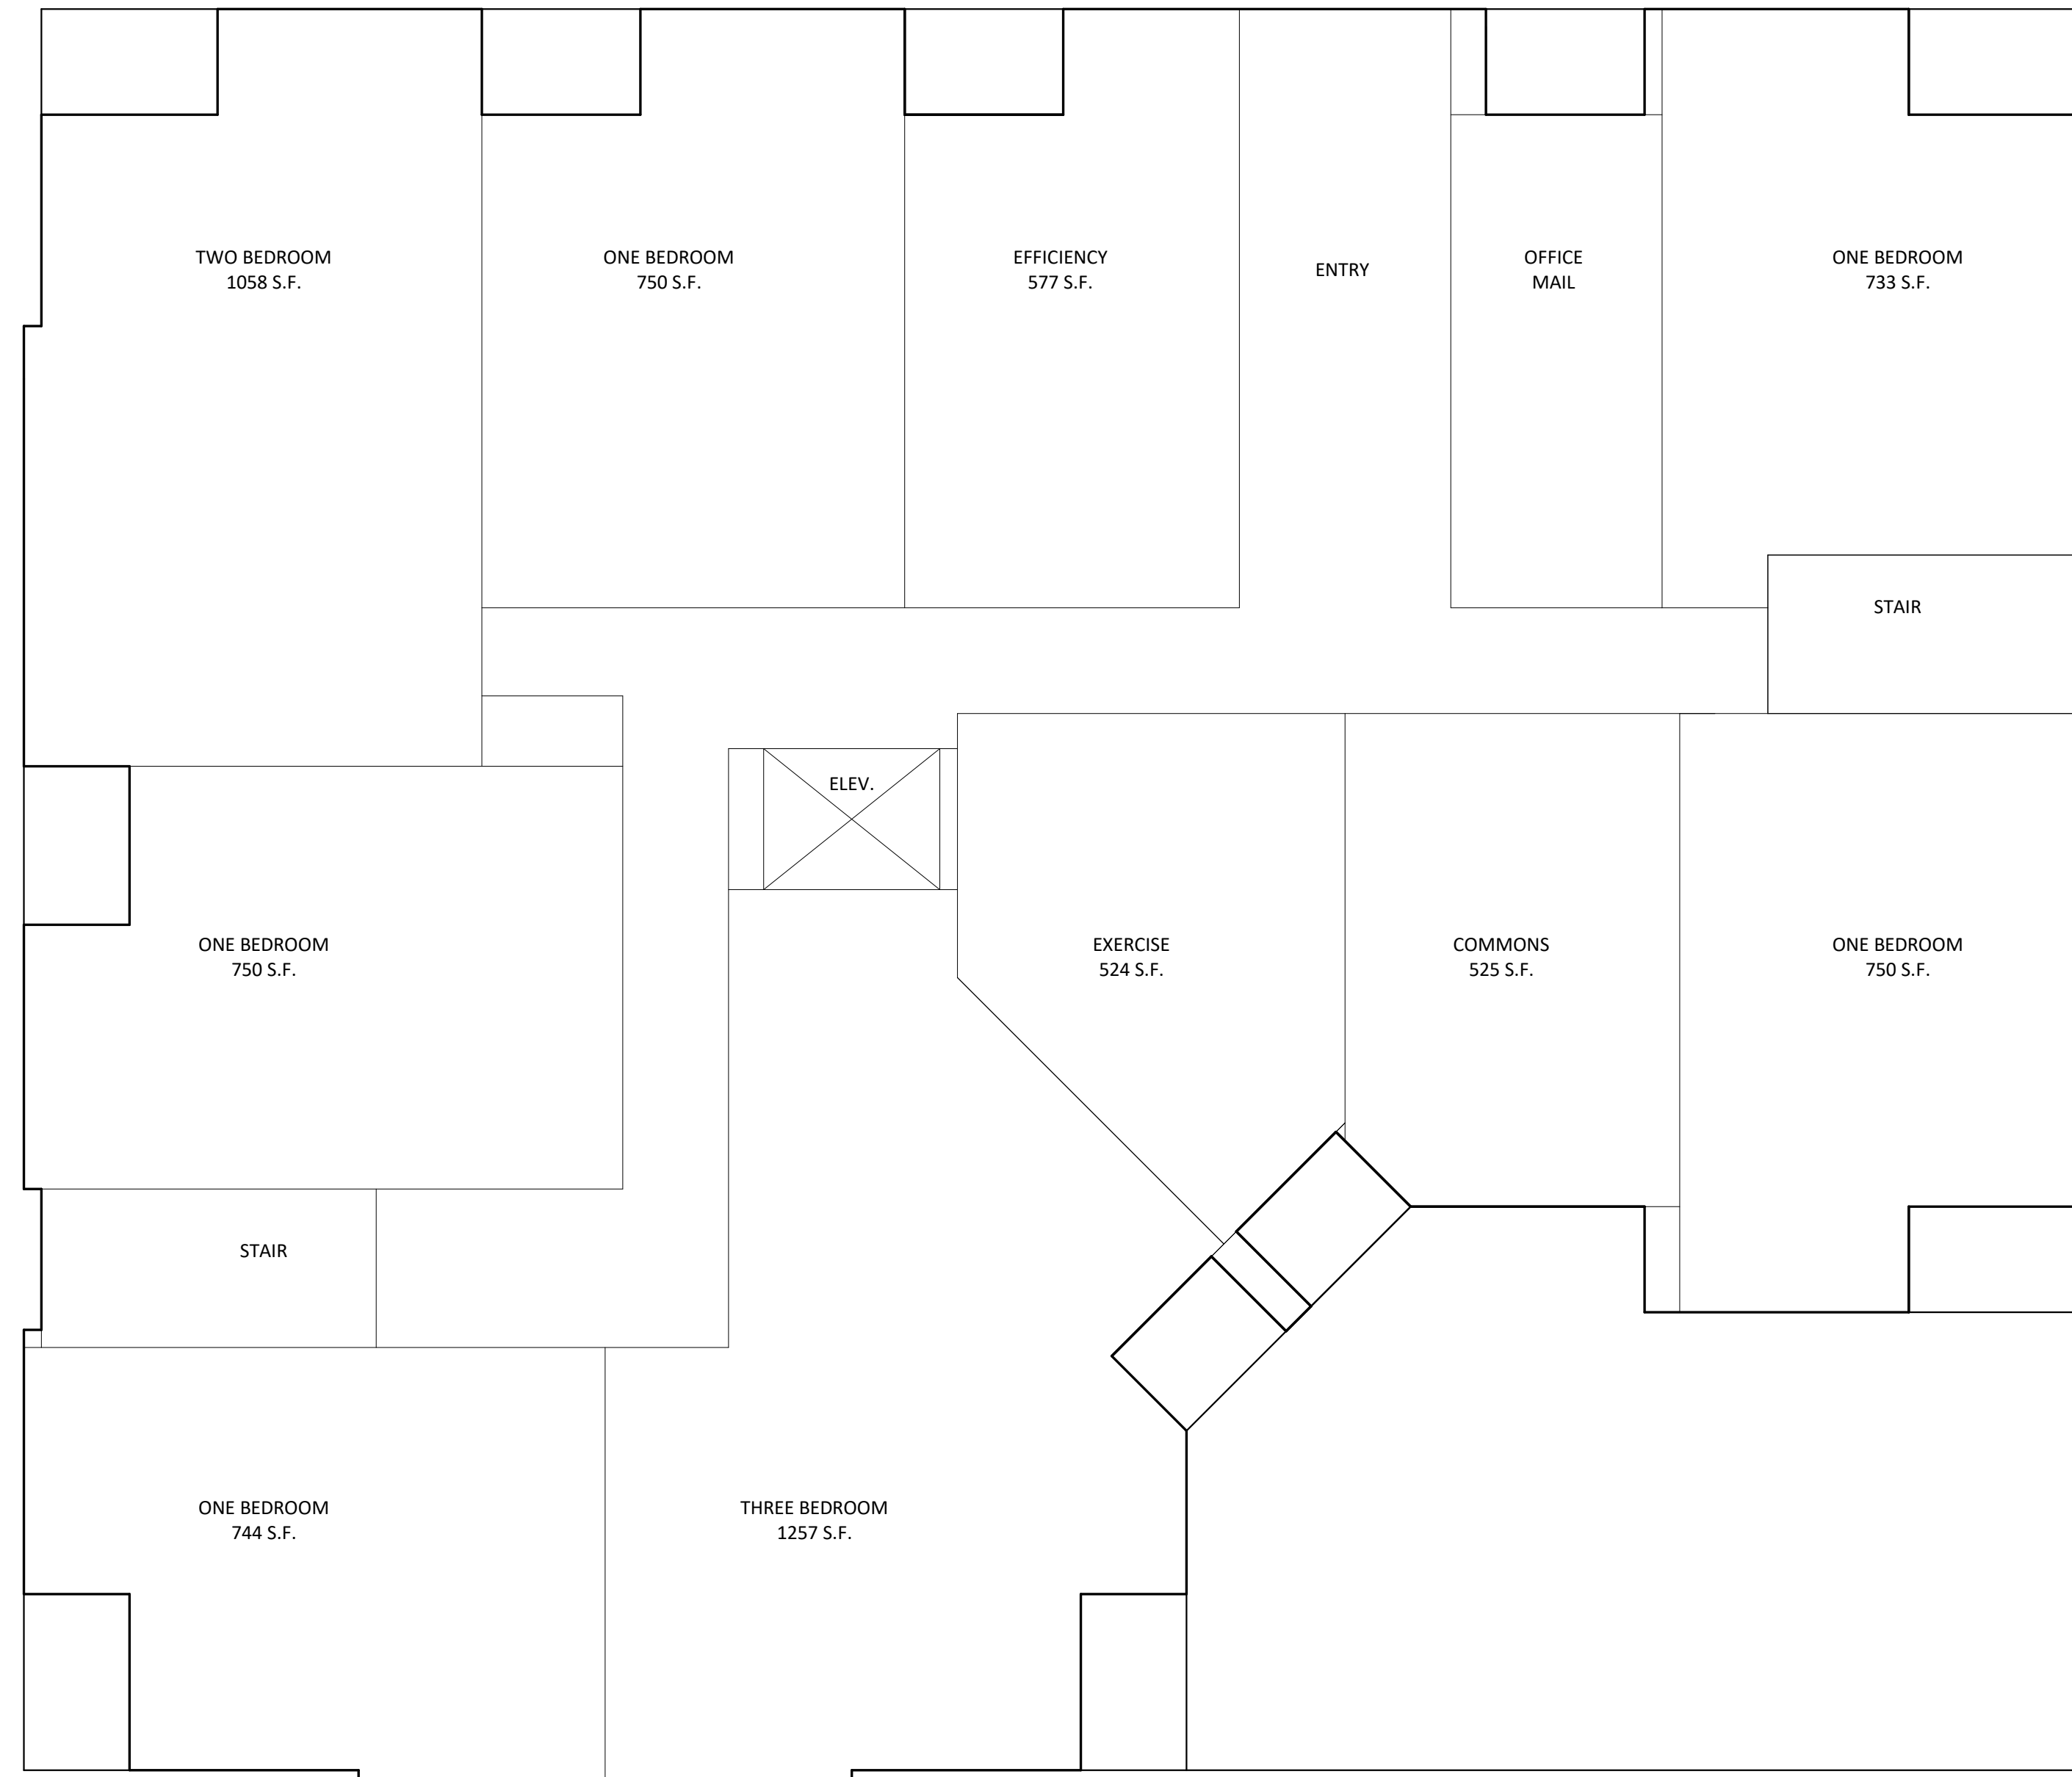 TWO BEDROOM
1058 S.F.
ONE BEDROOM
750 S.F.
EFFICIENCY
577 S.F.
ENTRY
OFFICE
MAIL
ONE BEDROOM
733 S.F.
STAIR
ELEV.
ONE BEDROOM
750 S.F.
EXERCISE
524 S.F.
COMMONS
525 S.F.
ONE BEDROOM
750 S.F.
STAIR
ONE BEDROOM
744 S.F.
THREE BEDROOM
1257 S.F.